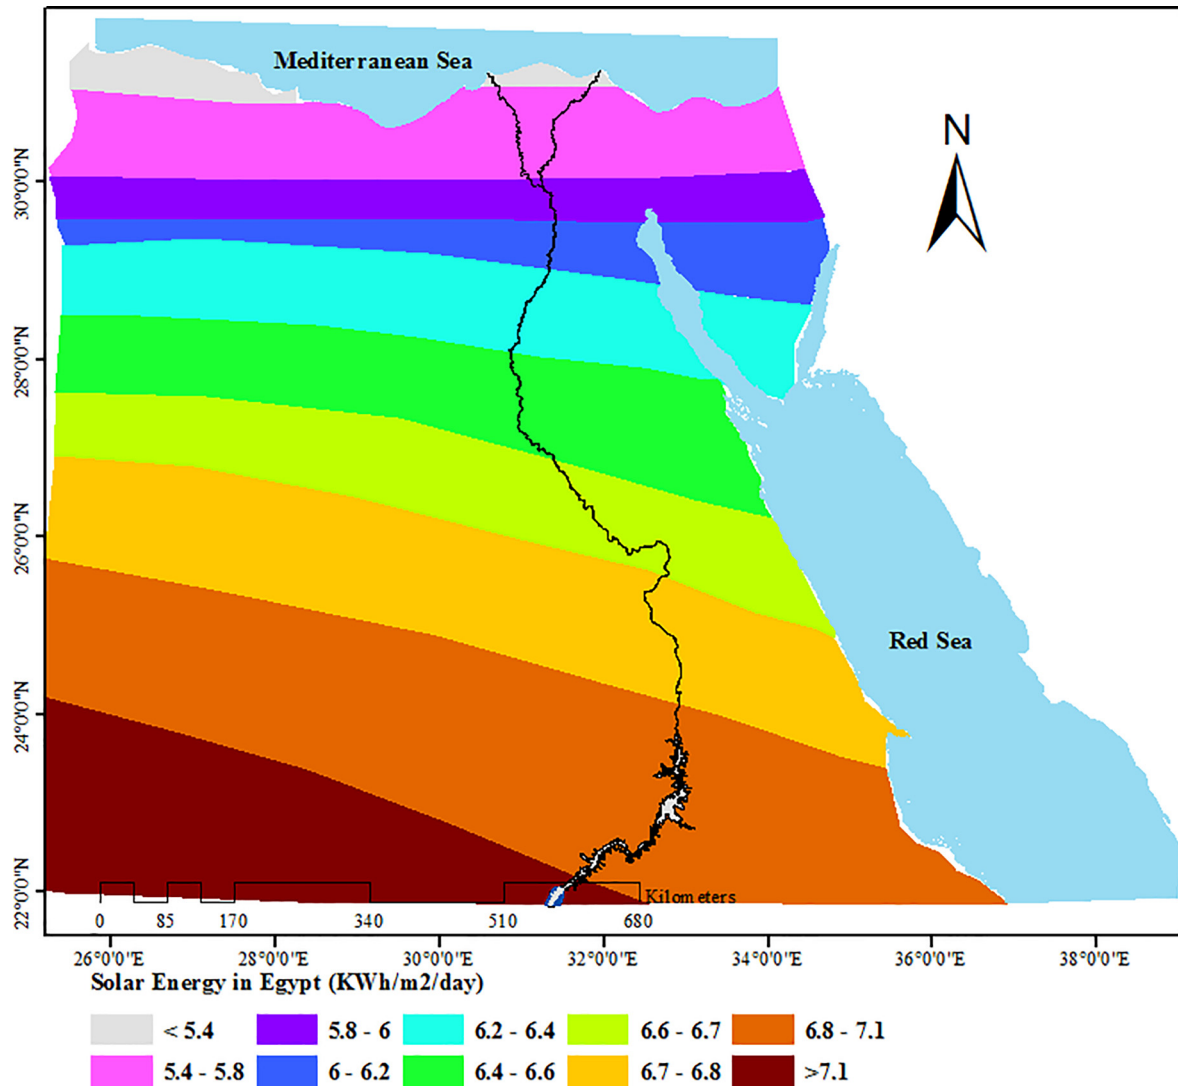 Mediterranean Sea
N
30°0'0"N
28°0'0"N
26°0'0"N
Red Sea
24°0'0"N
22°0'0"N
Kilometers
0 85 170 340 510 680
26°0'0"E 28°0'0"E 30°0'0"E 32°0'0"E 34°0'0"E 36°0'0"E 38°0'0"E
Solar Energy in Egypt (KWh/m2/day)
< 5.4 5.8 - 6 6.2 - 6.4 6.6 - 6.7 6.8 - 7.1
5.4 - 5.8 6 - 6.2 6.4 - 6.6 6.7 - 6.8 >7.1